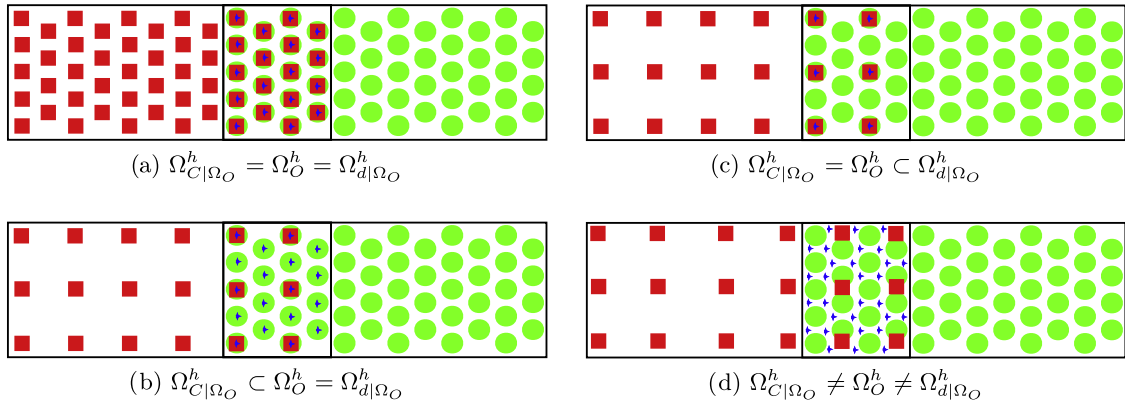 (a) Ω^h_{C|Ω_O} = Ω^h_O = Ω^h_{d|Ω_O}
(c) Ω^h_{C|Ω_O} = Ω^h_O ⊂ Ω^h_{d|Ω_O}
(b) Ω^h_{C|Ω_O} ⊂ Ω^h_O = Ω^h_{d|Ω_O}
(d) Ω^h_{C|Ω_O} ≠ Ω^h_O ≠ Ω^h_{d|Ω_O}